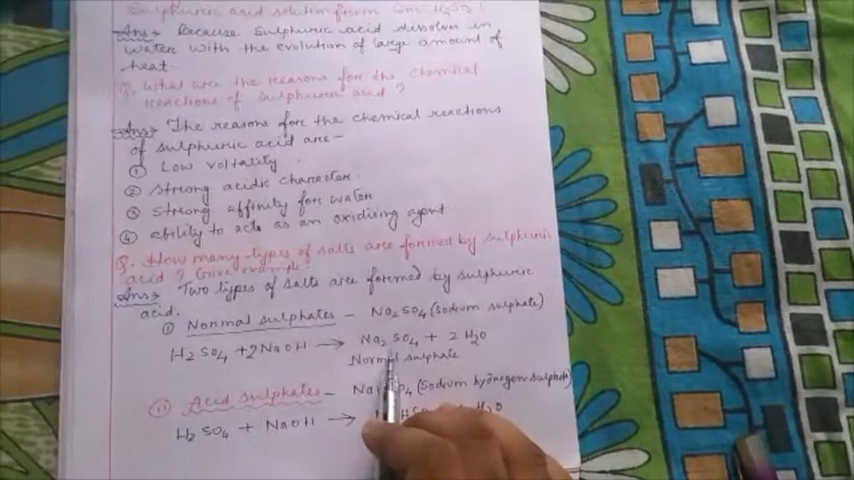 Sulphuric acid solution from Conc H2SO4 ?
Ans→ Because Sulphuric acid dissolves in
water with the evolution of large amount of
heat.
Q. What are the reasons for the chemical
reactions of sulphuric acid ?
Ans→ The reasons for the chemical reactions
of sulphuric acid are –
① Low voltality
② strong acidic character.
③ strong affinity for water
④ ability to acts as an oxidising agent
Q. How many types of salts are formed by sulphuric
acid ? Give example.
Ans→ Two types of salts are formed by sulphuric
acid.
① Normal sulphates – Na2SO4 (Sodium sulphate)
H2SO4 + 2NaOH → Na2SO4 + 2H2O
Normal sulphate
⑪ Acid sulphates – (Sodium hydrogen sulphate)
H2SO4 + NaOH →